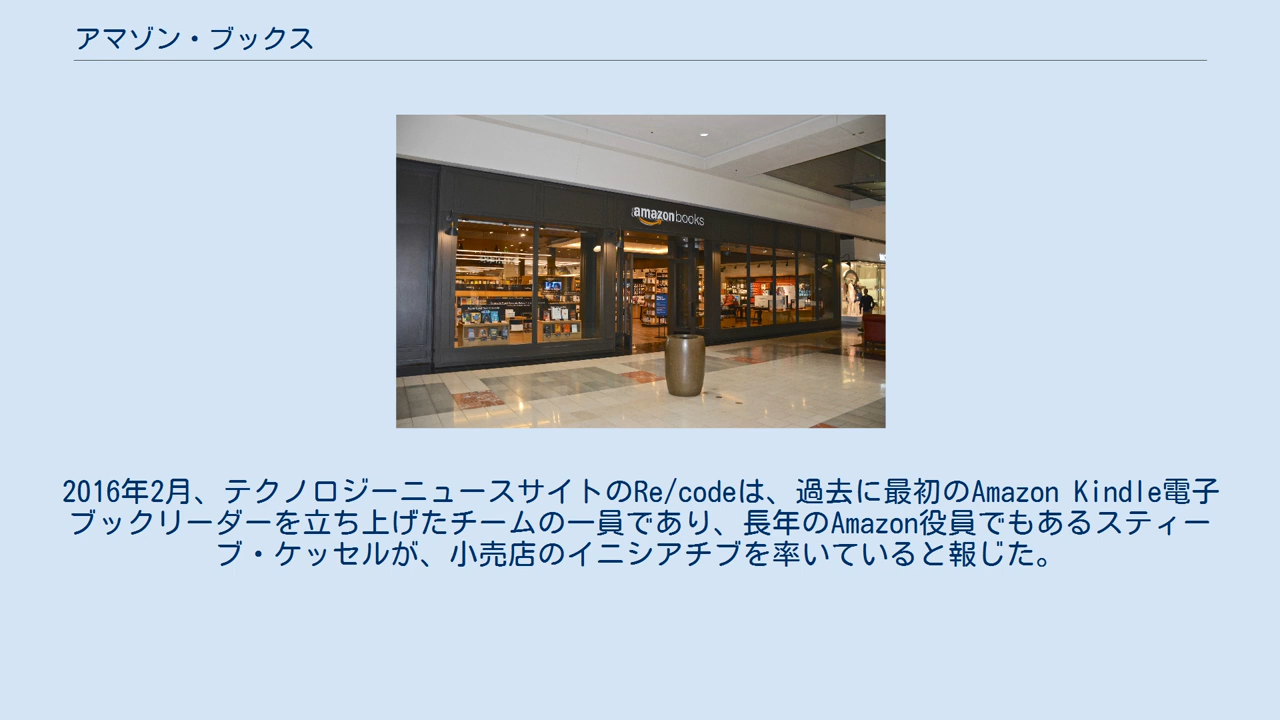 アマゾン・ブックス
amazonbooks
2016年2月、テクノロジーニュースサイトのRe/codeは、過去に最初のAmazon Kindle電子
ブックリーダーを立ち上げたチームの一員であり、長年のAmazon役員でもあるスティー
ブ・ケッセルが、小売店のイニシアチブを率いていると報じた。